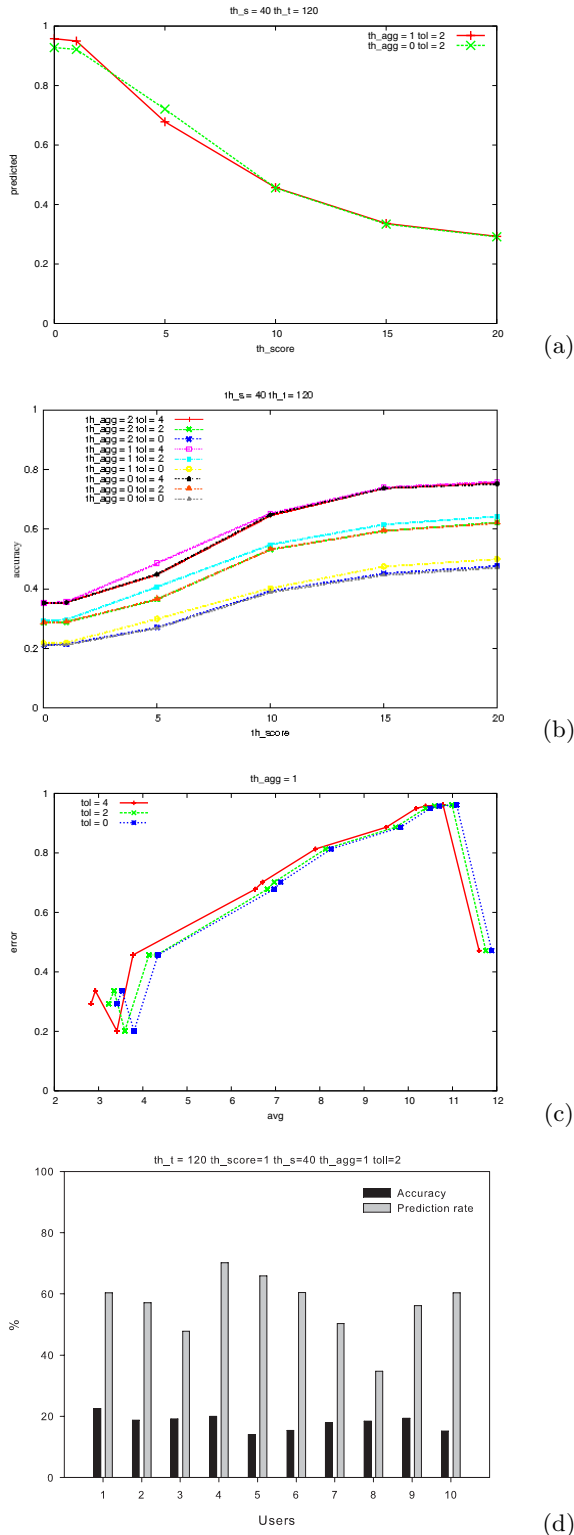 th_s = 40 th_t = 120
th_agg = 1 tol = 2
th_agg = 0 tol = 2
1
0.8
0.6
0.4
0.2
0
predicted
0 5 10 15 20
th_score
(a)
th_s = 40 th_t = 120
th_agg = 2 tol = 4
th_agg = 2 tol = 2
th_agg = 2 tol = 0
th_agg = 1 tol = 4
th_agg = 1 tol = 2
th_agg = 1 tol = 0
th_agg = 0 tol = 4
th_agg = 0 tol = 2
th_agg = 0 tol = 0
1
0.8
0.6
0.4
0.2
0
accuracy
0 5 10 15 20
th_score
(b)
th_agg = 1
tol = 4
tol = 2
tol = 0
1
0.8
0.6
0.4
0.2
0
error
2 3 4 5 6 7 8 9 10 11 12
avg
(c)
th_t = 120 th_score=1 th_s=40 th_agg=1 toll=2
Accuracy
Prediction rate
100
80
60
40
20
0
%
1 2 3 4 5 6 7 8 9 10
Users
(d)